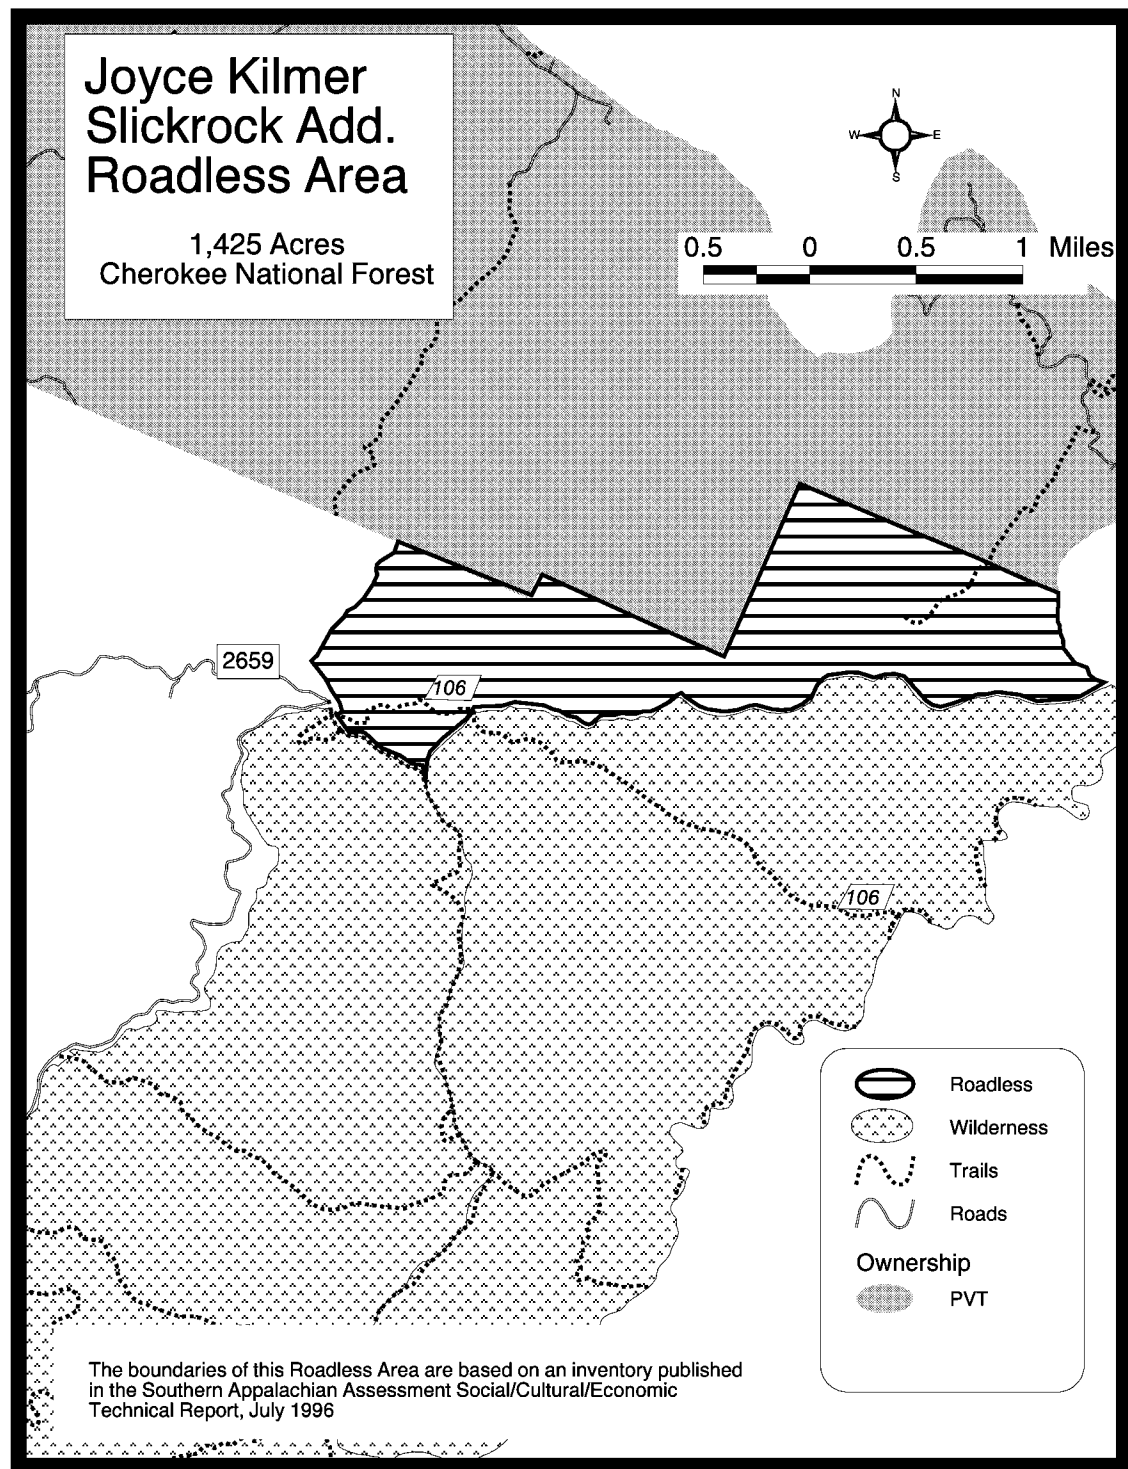 Joyce Kilmer
Slickrock Add.
Roadless Area
1,425 Acres
Cherokee National Forest
N
W E
S
0.5 0 0.5 1 Miles
2659
106
106
Roadless
Wilderness
Trails
Roads
Ownership
PVT
The boundaries of this Roadless Area are based on an inventory published
in the Southern Appalachian Assessment Social/Cultural/Economic
Technical Report, July 1996